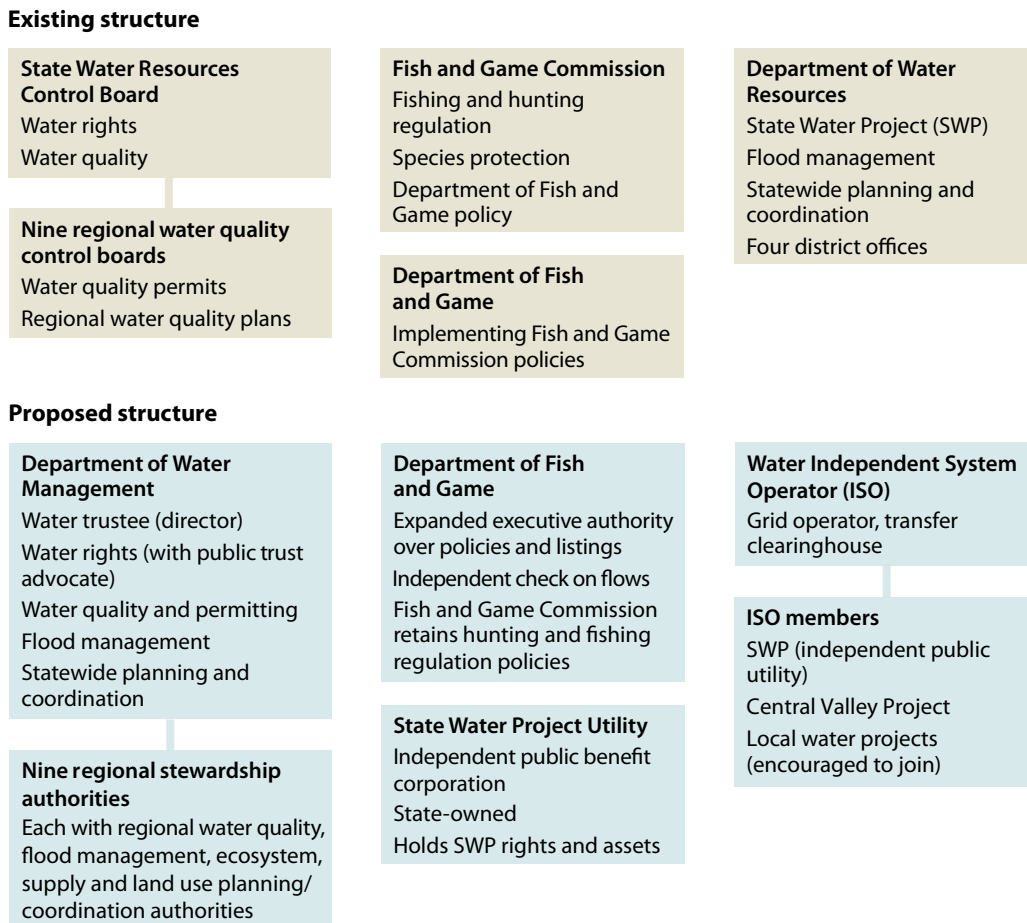 Existing structure
State Water Resources
Control Board
Water rights
Water quality
Nine regional water quality
control boards
Water quality permits
Regional water quality plans
Fish and Game Commission
Fishing and hunting
regulation
Species protection
Department of Fish and
Game policy
Department of Fish
and Game
Implementing Fish and Game
Commission policies
Department of Water
Resources
State Water Project (SWP)
Flood management
Statewide planning and
coordination
Four district offices
Proposed structure
Department of Water
Management
Water trustee (director)
Water rights (with public trust
advocate)
Water quality and permitting
Flood management
Statewide planning and
coordination
Nine regional stewardship
authorities
Each with regional water quality,
flood management, ecosystem,
supply and land use planning/
coordination authorities
Department of Fish
and Game
Expanded executive authority
over policies and listings
Independent check on flows
Fish and Game Commission
retains hunting and fishing
regulation policies
State Water Project Utility
Independent public benefit
corporation
State-owned
Holds SWP rights and assets
Water Independent System
Operator (ISO)
Grid operator, transfer
clearinghouse
ISO members
SWP (independent public
utility)
Central Valley Project
Local water projects
(encouraged to join)